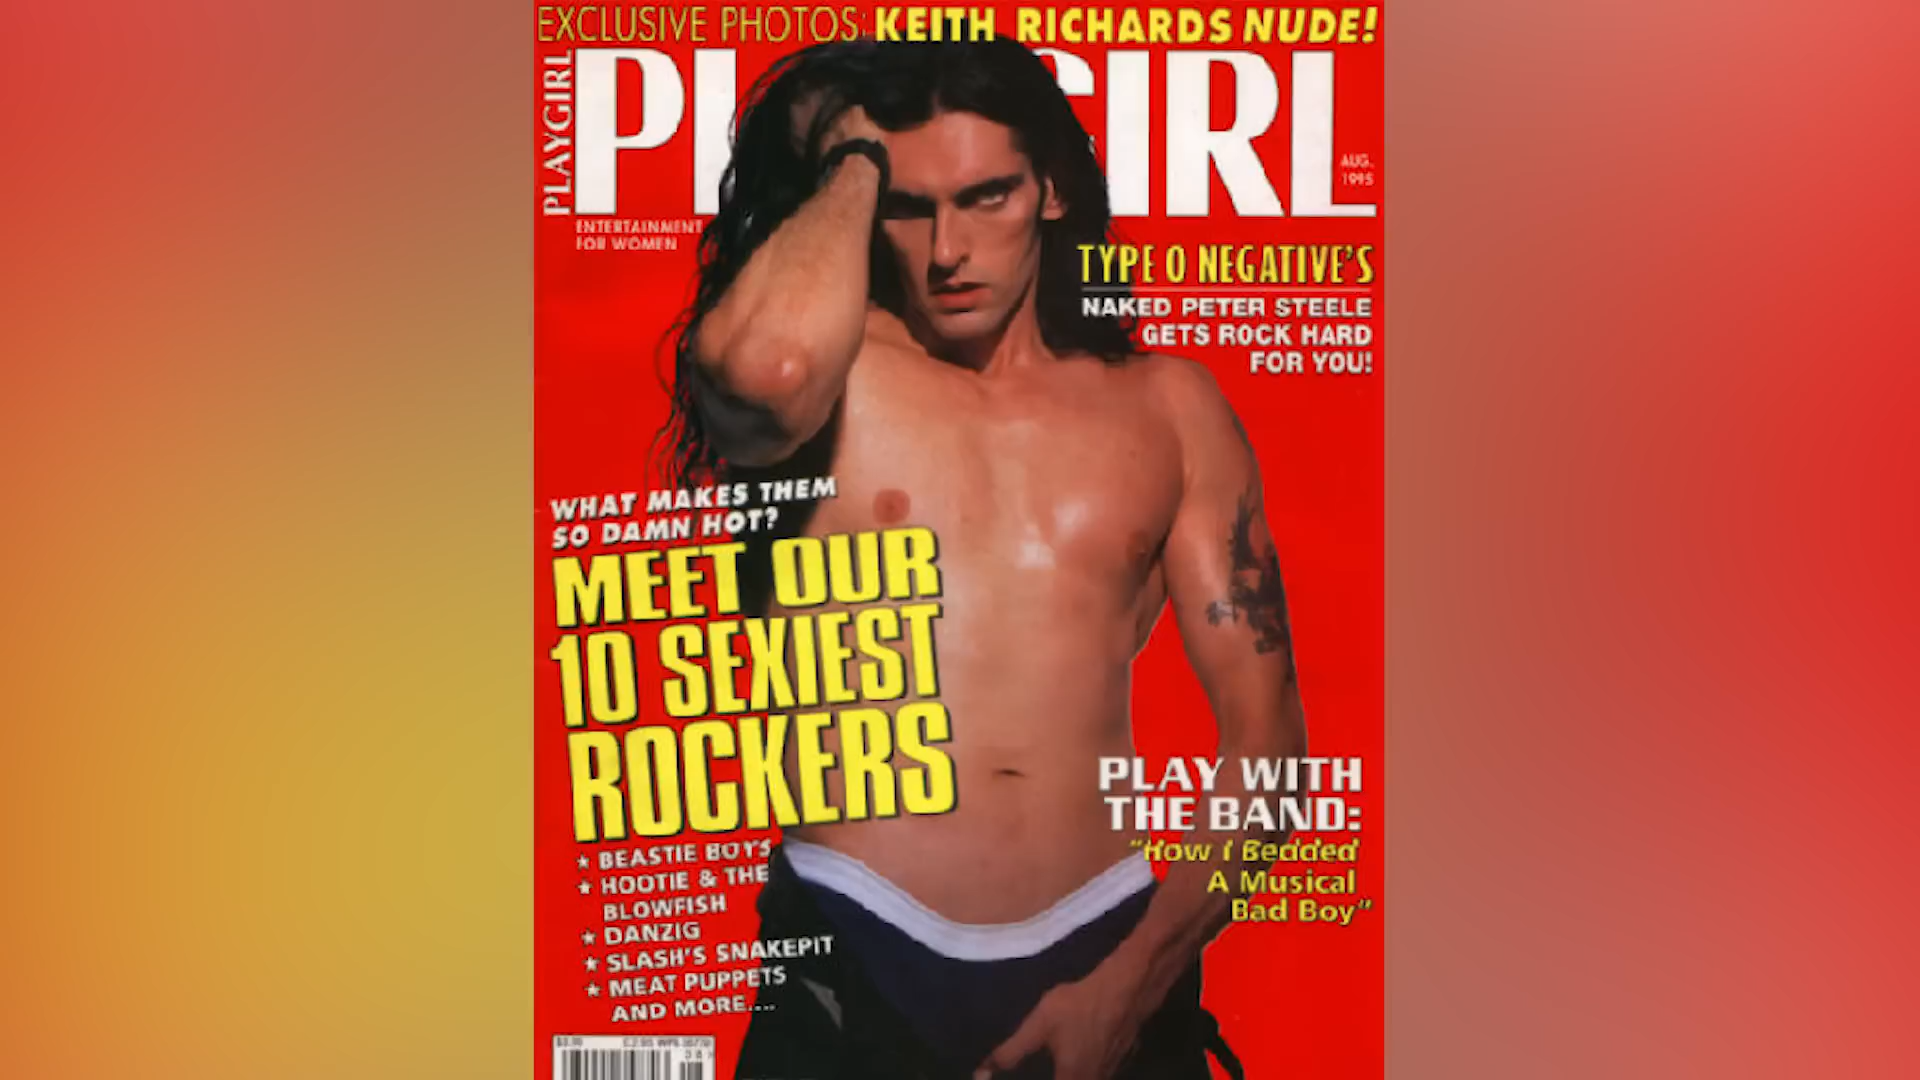 EXCLUSIVE PHOTOS: KEITH RICHARDS NUDE!
PLAYGIRL
PL GIRL
AUG.
1995
ENTERTAINMENT
FOR WOMEN
TYPE O NEGATIVE'S
NAKED PETER STEELE
GETS ROCK HARD
FOR YOU!
WHAT MAKES THEM
SO DAMN HOT?
MEET OUR
10 SEXIEST
ROCKERS
★ BEASTIE BOYS
★ HOOTIE & THE
BLOWFISH
★ DANZIG
★ SLASH'S SNAKEPIT
★ MEAT PUPPETS
AND MORE....
PLAY WITH
THE BAND:
"How I Bedded
A Musical
Bad Boy"